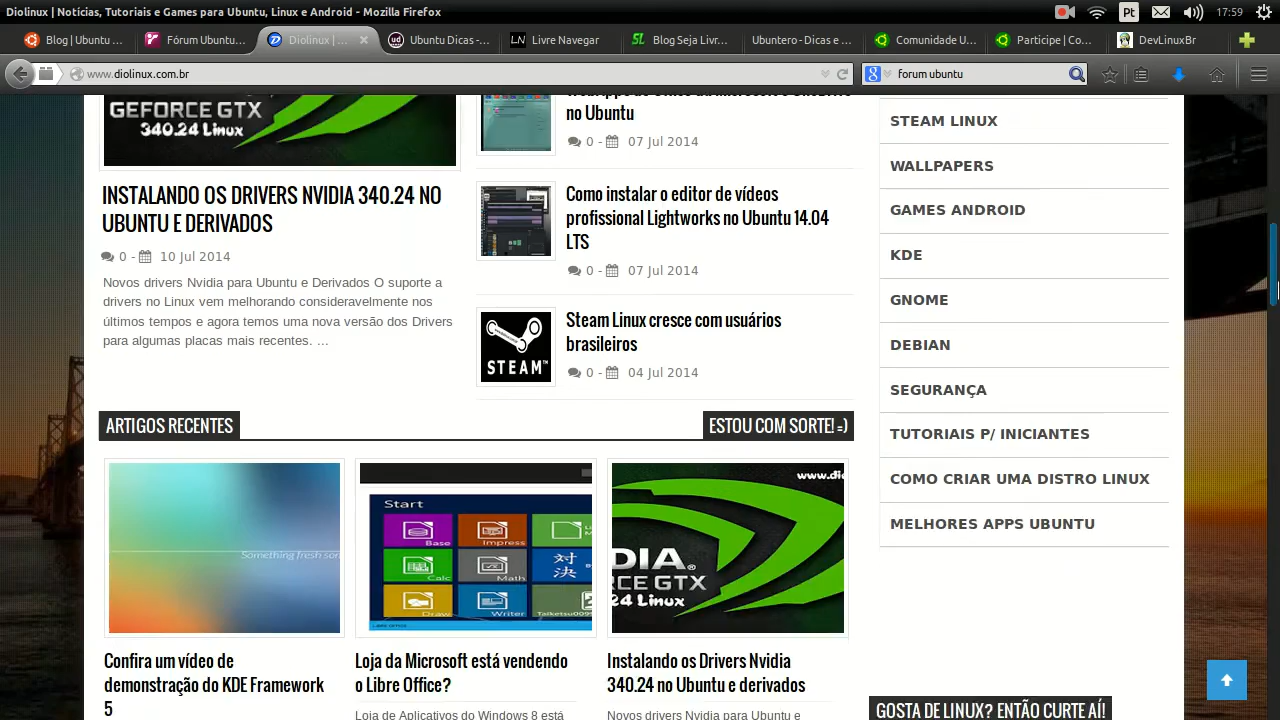 Diolinux | Notícias, Tutoriais e Games para Ubuntu, Linux e Android - Mozilla Firefox
Pt
17:59
Blog | Ubuntu ...
Fórum Ubuntu...
Diolinux | ...
Ubuntu Dicas -...
Livre Navegar
Blog Seja Livr...
Ubuntero - Dicas e ...
Comunidade U...
Participe | Co...
DevLinuxBr
www.diolinux.com.br
forum ubuntu
GEFORCE GTX
340.24 Linux
INSTALANDO OS DRIVERS NVIDIA 340.24 NO
UBUNTU E DERIVADOS
0 - 10 Jul 2014
Novos drivers Nvidia para Ubuntu e Derivados O suporte a
drivers no Linux vem melhorando consideravelmente nos
últimos tempos e agora temos uma nova versão dos Drivers
para algumas placas mais recentes. ...
no Ubuntu
0 - 07 Jul 2014
Como instalar o editor de vídeos
profissional Lightworks no Ubuntu 14.04
LTS
0 - 07 Jul 2014
STEAM™
Steam Linux cresce com usuários
brasileiros
0 - 04 Jul 2014
STEAM LINUX
WALLPAPERS
GAMES ANDROID
KDE
GNOME
DEBIAN
SEGURANÇA
TUTORIAIS P/ INICIANTES
COMO CRIAR UMA DISTRO LINUX
MELHORES APPS UBUNTU
ARTIGOS RECENTES
ESTOU COM SORTE! =)
Something fresh
Start
Base
Impress
Calc
Math
対決
Draw
Writer
www.di
DIA.
RCE GTX
24 Linux
Confira um vídeo de
demonstração do KDE Framework
5
Loja da Microsoft está vendendo
o Libre Office?
Loja de Aplicativos do Windows 8 está
Instalando os Drivers Nvidia
340.24 no Ubuntu e derivados
Novos drivers Nvidia para Ubuntu e
GOSTA DE LINUX? ENTÃO CURTE AÍ!